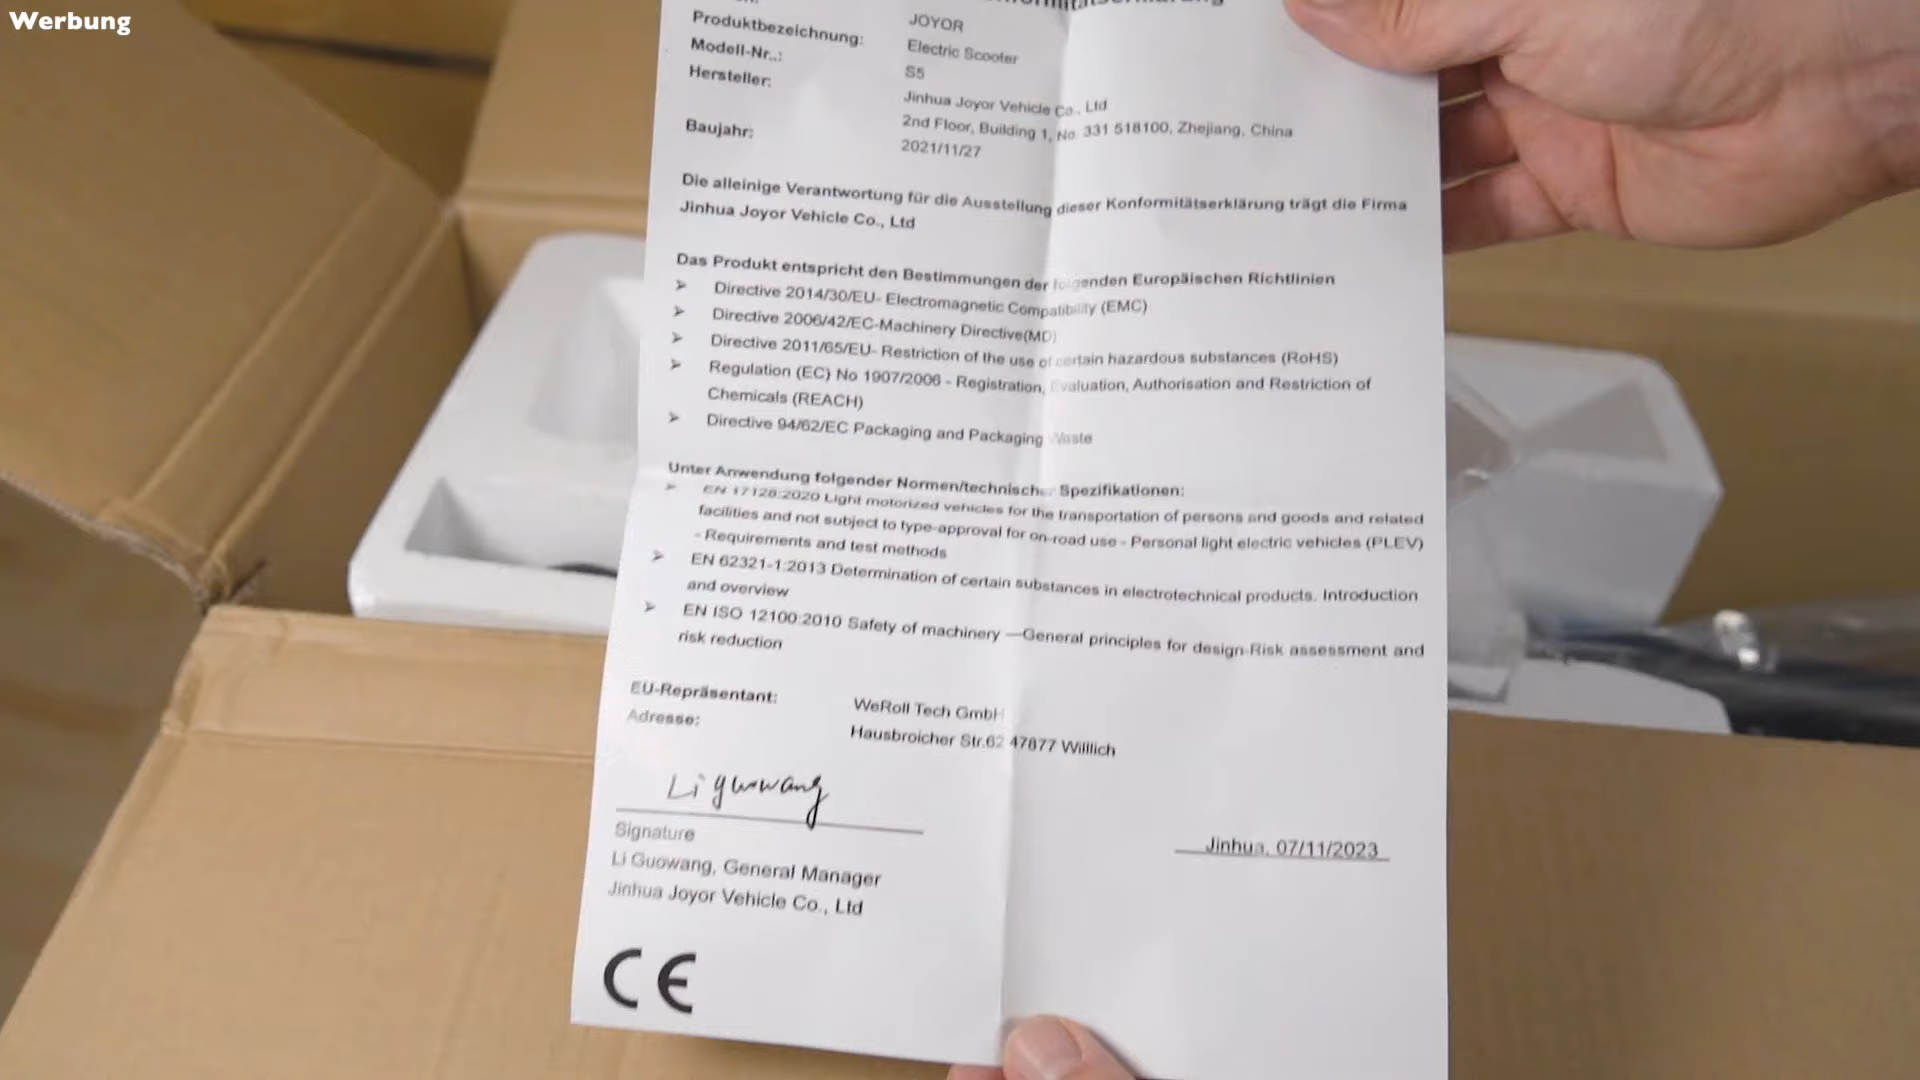 Werbung
Produktbezeichnung: JOYOR
Modell-Nr..: Electric Scooter
Hersteller: S5
Jinhua Joyor Vehicle Co., Ltd
2nd Floor, Building 1, No. 331 518100, Zhejiang, China
Baujahr: 2021/11/27
Die alleinige Verantwortung für die Ausstellung dieser Konformitätserklärung trägt die Firma
Jinhua Joyor Vehicle Co., Ltd
Das Produkt entspricht den Bestimmungen der folgenden Europäischen Richtlinien
➢ Directive 2014/30/EU- Electromagnetic Compatibility (EMC)
➢ Directive 2006/42/EC-Machinery Directive(MD)
➢ Directive 2011/65/EU- Restriction of the use of certain hazardous substances (RoHS)
➢ Regulation (EC) No 1907/2006 - Registration, Evaluation, Authorisation and Restriction of
Chemicals (REACH)
➢ Directive 94/62/EC Packaging and Packaging Waste
Unter Anwendung folgender Normen/technischer Spezifikationen:
➢ EN 17128:2020 Light motorized vehicles for the transportation of persons and goods and related
facilities and not subject to type-approval for on-road use - Personal light electric vehicles (PLEV)
- Requirements and test methods
➢ EN 62321-1:2013 Determination of certain substances in electrotechnical products. Introduction
and overview
➢ EN ISO 12100:2010 Safety of machinery —General principles for design-Risk assessment and
risk reduction
EU-Repräsentant: WeRoll Tech GmbH
Adresse: Hausbroicher Str.62 47877 Willlich
Li guowang
Signature
Jinhua, 07/11/2023
Li Guowang, General Manager
Jinhua Joyor Vehicle Co., Ltd
CE